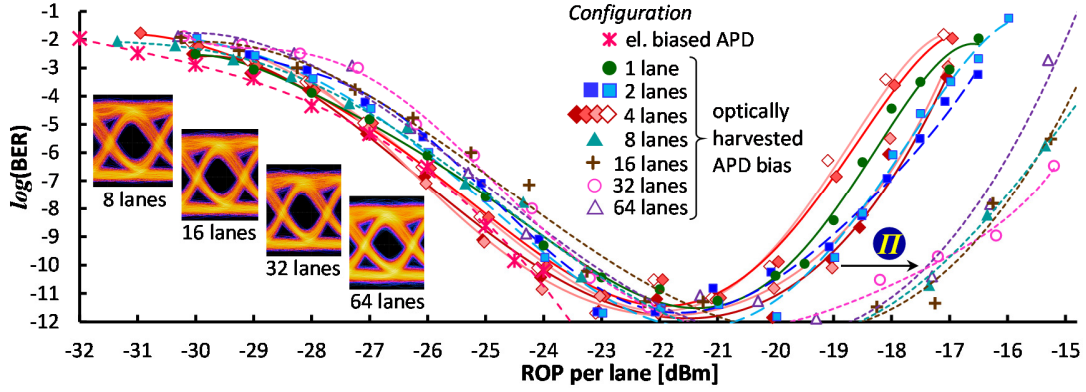 Configuration
el. biased APD
1 lane
2 lanes
4 lanes
8 lanes
16 lanes
32 lanes
64 lanes
optically
harvested
APD bias
log(BER)
-1
-2
-3
-4
-5
-6
-7
-8
-9
-10
-11
-12
8 lanes
16 lanes
32 lanes
64 lanes
II
-32 -31 -30 -29 -28 -27 -26 -25 -24 -23 -22 -21 -20 -19 -18 -17 -16 -15
ROP per lane [dBm]